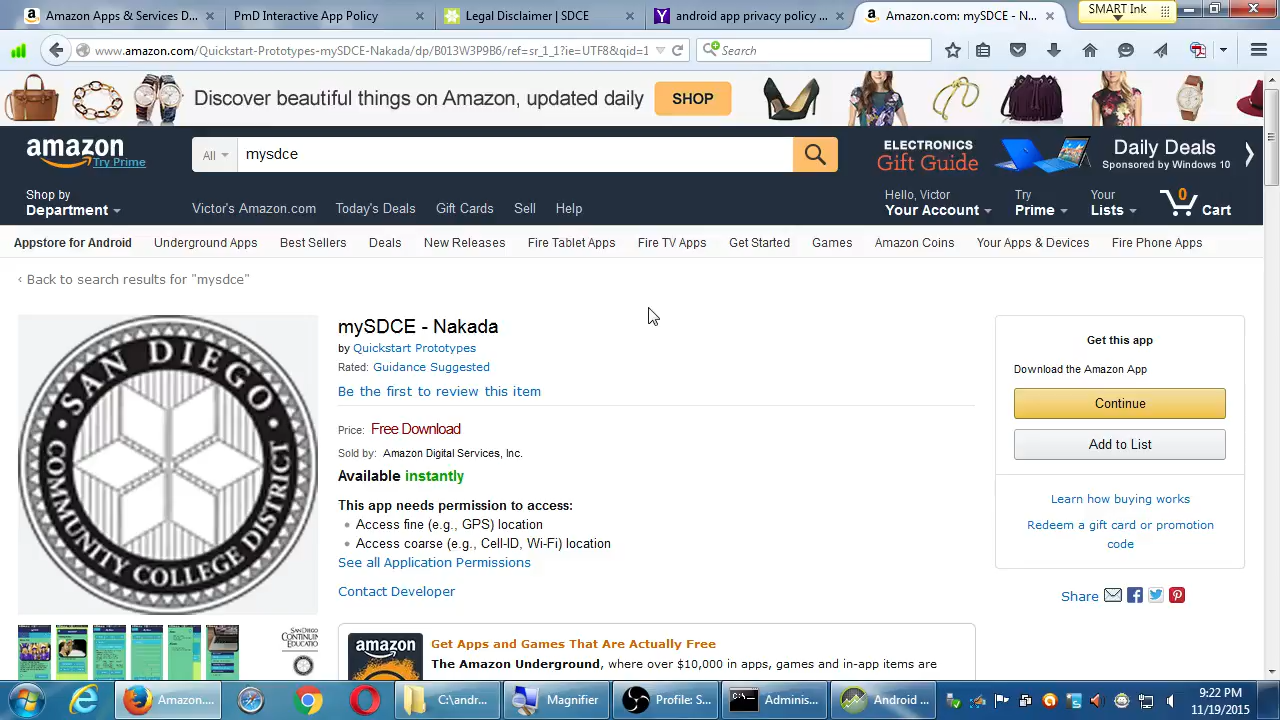 Amazon Apps & Services D...
PmD Interactive App Policy
Legal Disclaimer | SDCE
android app privacy policy ...
Amazon.com: mySDCE - N...
SMART Ink
www.amazon.com/Quickstart-Prototypes-mySDCE-Nakada/dp/B013W3P9B6/ref=sr_1_1?ie=UTF8&qid=1
Search
Discover beautiful things on Amazon, updated daily
SHOP
amazon
Try Prime
All
mysdce
ELECTRONICS
Gift Guide
Daily Deals
Sponsored by Windows 10
Shop by
Department
Victor's Amazon.com
Today's Deals
Gift Cards
Sell
Help
Hello, Victor
Your Account
Try
Prime
Your
Lists
0
Cart
Appstore for Android
Underground Apps
Best Sellers
Deals
New Releases
Fire Tablet Apps
Fire TV Apps
Get Started
Games
Amazon Coins
Your Apps & Devices
Fire Phone Apps
‹ Back to search results for "mysdce"
SAN DIEGO
COMMUNITY COLLEGE DISTRICT
mySDCE - Nakada
by Quickstart Prototypes
Rated: Guidance Suggested
Be the first to review this item
Price: Free Download
Sold by: Amazon Digital Services, Inc.
Available instantly
This app needs permission to access:
• Access fine (e.g., GPS) location
• Access coarse (e.g., Cell-ID, Wi-Fi) location
See all Application Permissions
Contact Developer
Get this app
Download the Amazon App
Continue
Add to List
Learn how buying works
Redeem a gift card or promotion
code
Share
SAN DIEGO
CONTINUIN
EDUCATIO
amazon
Get Apps and Games That Are Actually Free
The Amazon Underground, where over $10,000 in apps, games and in-app items are
Amazon....
C:\andr...
Magnifier
Profile: S...
Adminis...
Android ...
9:22 PM
11/19/2015